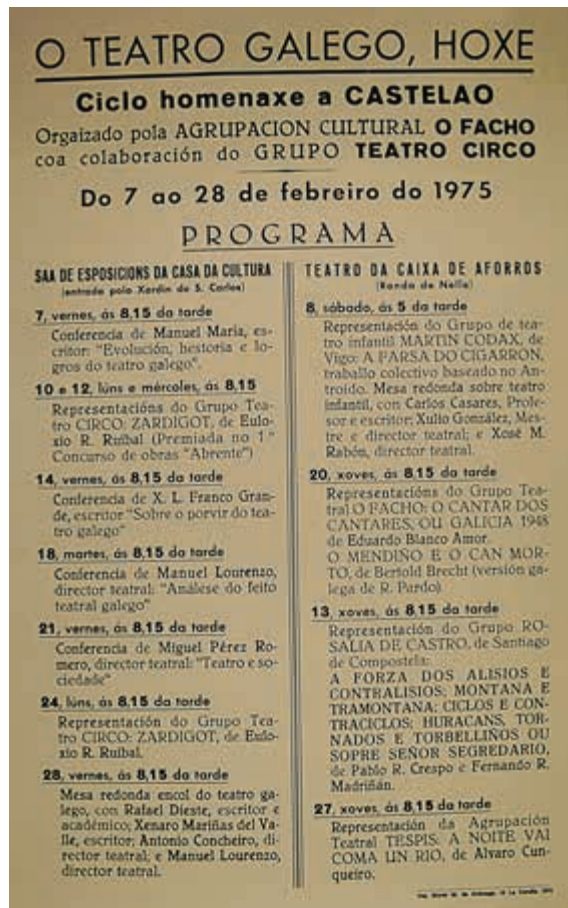 O TEATRO GALEGO, HOXE
Ciclo homenaxe a CASTELAO
Orgaizado pola AGRUPACION CULTURAL O FACHO
coa colaboración do GRUPO TEATRO CIRCO
Do 7 ao 28 de febreiro do 1975
PROGRAMA
SAA DE ESPOSICIONS DA CASA DA CULTURA
(entrada polo Xardín de S. Carlos)
7, vernes, ás 8,15 da tarde
Conferencia de Manuel María, es-
critor: "Evolución, hestoria e lo-
gros do teatro galego".
10 e 12, lúns e mércoles, ás 8,15
Representacións do Grupo Tea-
tro CIRCO: ZARDIGOT, de Eulo-
xio R. Ruibal (Premiada no 1.º
Concurso de obras "Abrente")
14, vernes, ás 8,15 da tarde
Conferencia de X. L. Franco Gran-
de, escritor "Sobre o porvir do tea-
tro galego"
18, martes, ás 8,15 da tarde
Conferencia de Manuel Lourenzo,
director teatral: "Análese do feito
teatral galego"
21, vernes, ás 8,15 da tarde
Conferencia de Miguel Pérez Ro-
mero, director teatral: "Teatro e so-
ciedade"
24, lúns, ás 8,15 da tarde
Representación do Grupo Tea-
tro CIRCO: ZARDIGOT, de Eulo-
xio R. Ruibal.
28, vernes, ás 8,15 da tarde
Mesa redonda encol do teatro ga-
lego, con Rafael Dieste, escritor e
académico; Xenaro Mariñas del Va-
lle, escritor; Antonio Concheiro, di-
rector teatral; e Manuel Lourenzo,
director teatral.
TEATRO DA CAIXA DE AFORROS
(Ronda de Nelle)
8, sábado, ás 5 da tarde
Representación do Grupo de tea-
tro infantil MARTIN CODAX, de
Vigo: A FARSA DO CIGARRON,
traballo colectivo baseado no An-
troido. Mesa redonda sobre teatro
infantil, con Carlos Casares, Profe-
sor e escritor; Xulio González, Mes-
tre e director teatral; e Xosé M.
Rabón, director teatral.
20, xoves, ás 8,15 da tarde
Representacións do Grupo Tea-
tral O FACHO: O CANTAR DOS
CANTARES, OU GALICIA 1948
de Eduardo Blanco Amor.
O MENDIÑO E O CAN MOR-
TO, de Bertold Brecht (versión ga-
lega de R. Pardo)
13, xoves, ás 8,15 da tarde
Representación do Grupo RO-
SALIA DE CASTRO, de Santiago
de Compostela:
A FORZA DOS ALISIOS E
CONTRALISIOS; MONTANA E
TRAMONTANA; CICLOS E CON-
TRACICLOS; HURACANS, TOR-
NADOS E TORBELLIÑOS OU
SOPRE SEÑOR SEGREDARIO,
de Pablo R. Crespo e Fernando R.
Madriñán.
27, xoves, ás 8,15 da tarde
Representación da Agrupación
Teatral TESPIS: A NOITE VAI
COMA UN RIO, de Alvaro Cun-
queiro.